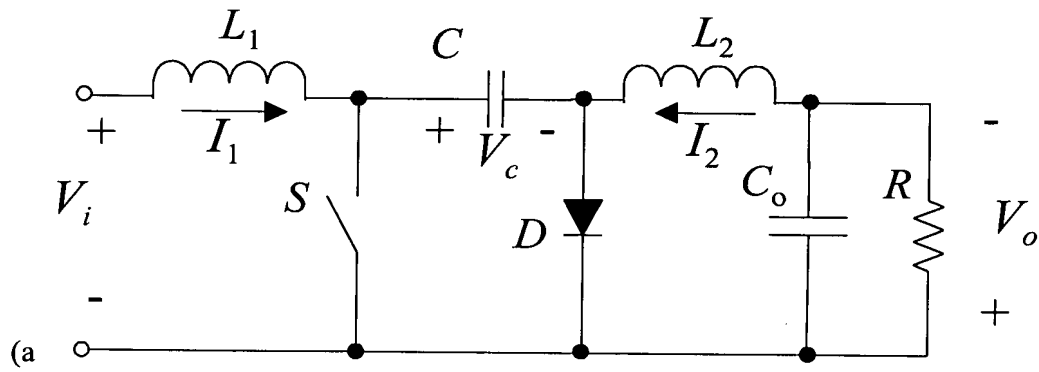 L1 C L2
+ I1 + Vc - I2 -
Vi S D Co R Vo
- +
(a